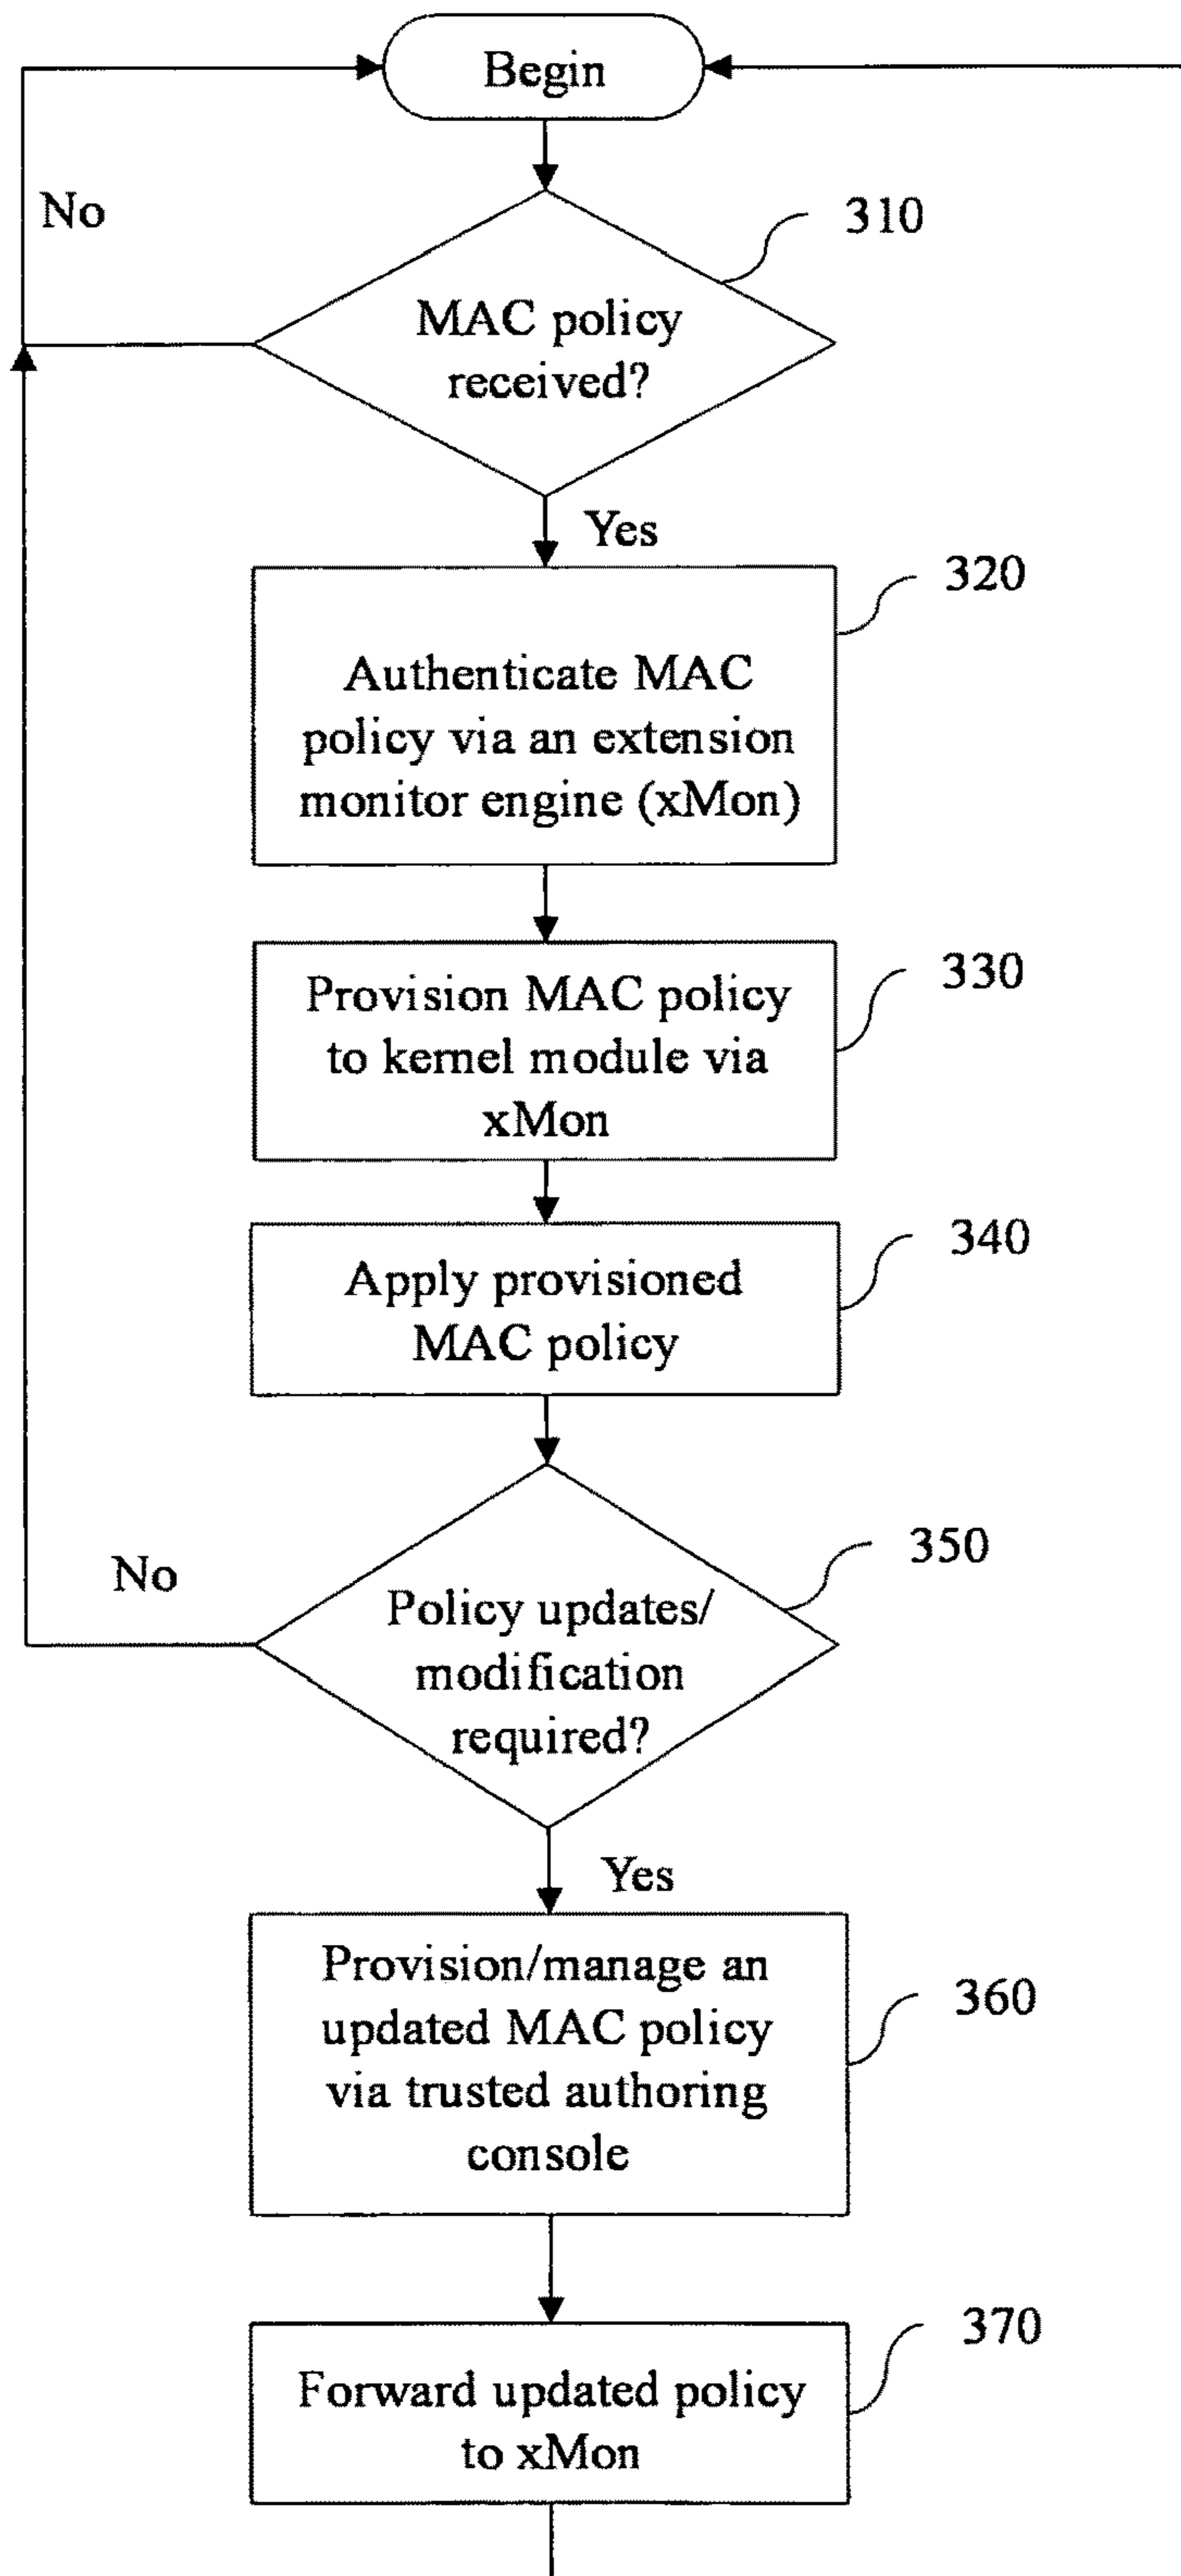 Begin
No
310
MAC policy
received?
Yes
320
Authenticate MAC
policy via an extension
monitor engine (xMon)
330
Provision MAC policy
to kernel module via
xMon
340
Apply provisioned
MAC policy
350
No
Policy updates/
modification
required?
Yes
Provision/manage an
updated MAC policy
via trusted authoring
console
360
370
Forward updated policy
to xMon